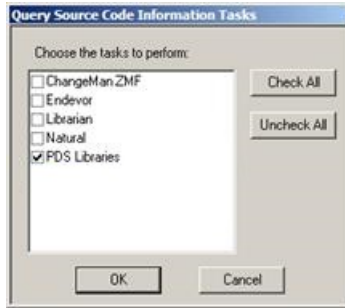 Query Source Code Information Tasks
Choose the tasks to perform:
ChangeMan ZMF
Check All
Endevor
Librarian
Uncheck All
Natural
PDS Libraries
OK
Cancel